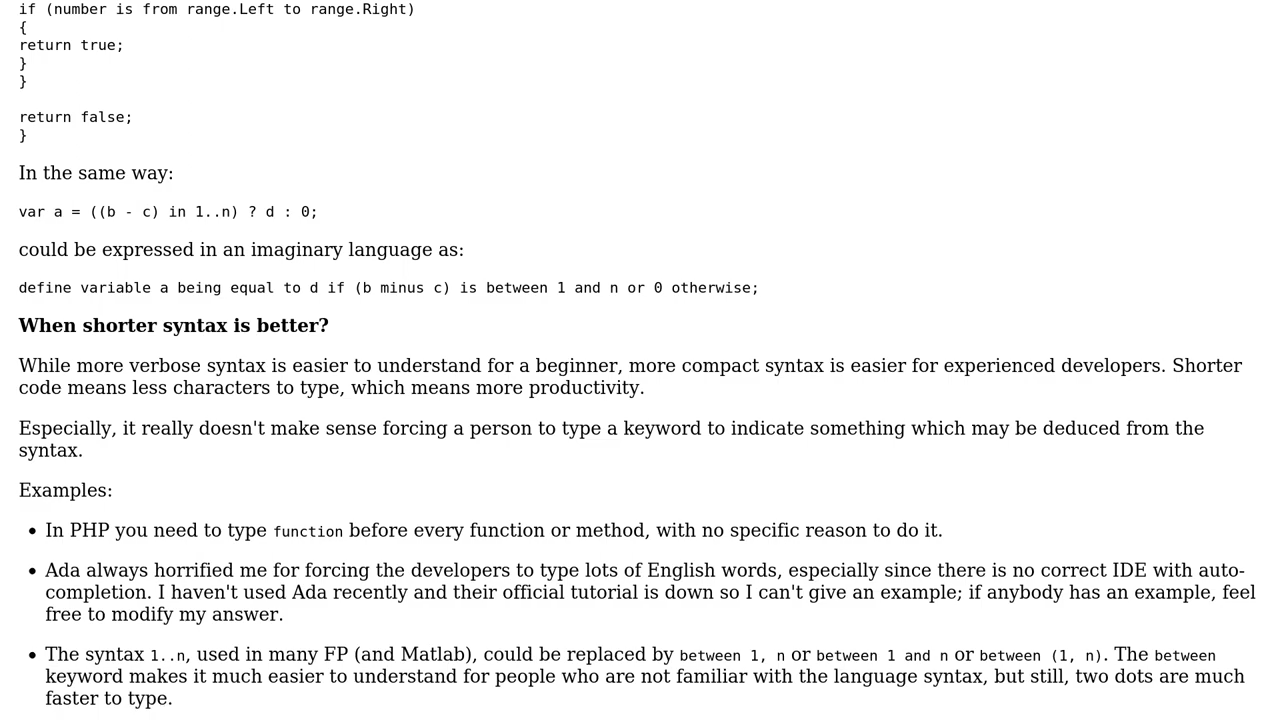 if (number is from range.Left to range.Right)
{
return true;
}
}

return false;
}
In the same way:
var a = ((b - c) in 1..n) ? d : 0;
could be expressed in an imaginary language as:
define variable a being equal to d if (b minus c) is between 1 and n or 0 otherwise;
When shorter syntax is better?
While more verbose syntax is easier to understand for a beginner, more compact syntax is easier for experienced developers. Shorter
code means less characters to type, which means more productivity.
Especially, it really doesn't make sense forcing a person to type a keyword to indicate something which may be deduced from the
syntax.
Examples:
• In PHP you need to type function before every function or method, with no specific reason to do it.
• Ada always horrified me for forcing the developers to type lots of English words, especially since there is no correct IDE with auto-
completion. I haven't used Ada recently and their official tutorial is down so I can't give an example; if anybody has an example, feel
free to modify my answer.
• The syntax 1..n, used in many FP (and Matlab), could be replaced by between 1, n or between 1 and n or between (1, n). The between
keyword makes it much easier to understand for people who are not familiar with the language syntax, but still, two dots are much
faster to type.